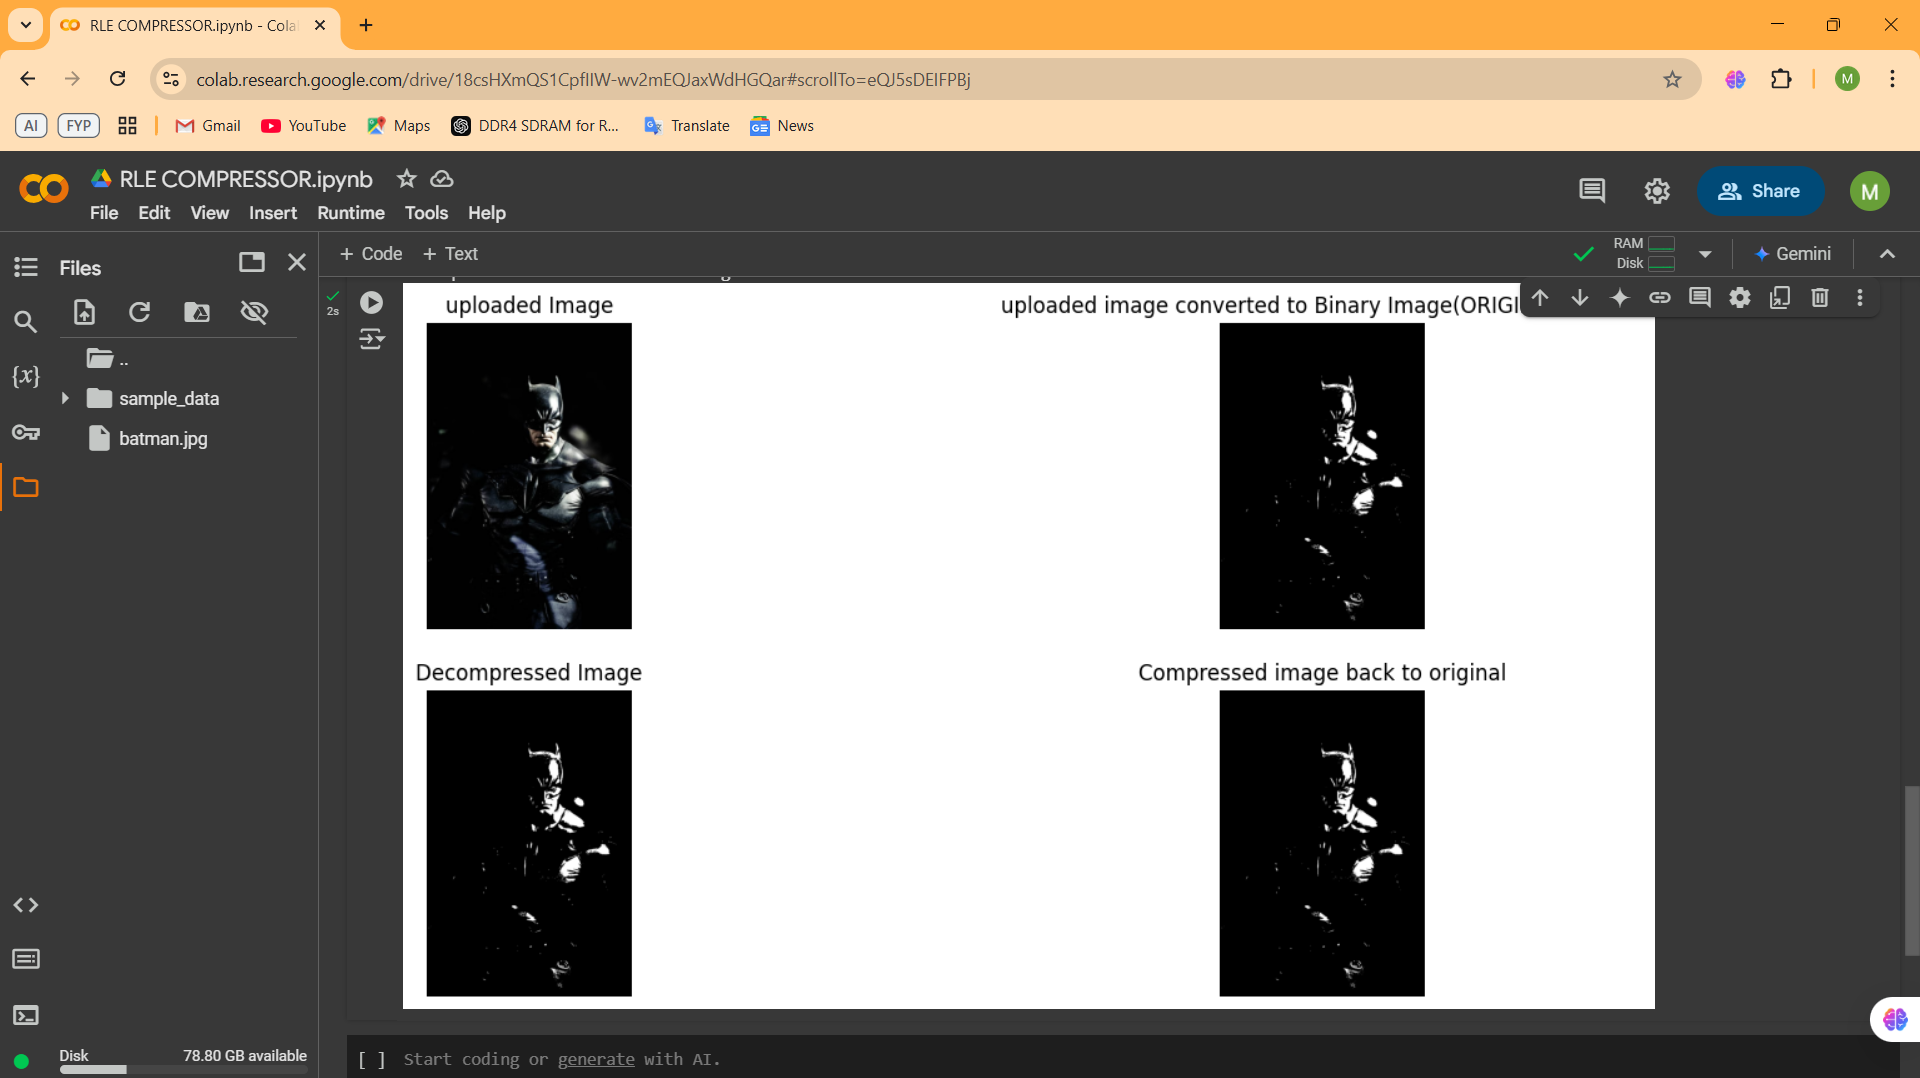 RLE COMPRESSOR.ipynb - Cola
colab.research.google.com/drive/18csHXmQS1CpflIW-wv2mEQJaxWdHGQar#scrollTo=eQJ5sDEIFPBj
M
AI FYP Gmail YouTube Maps DDR4 SDRAM for R... Translate News
RLE COMPRESSOR.ipynb
File Edit View Insert Runtime Tools Help
Share
M
Files
+ Code + Text
RAM
Disk
Gemini
..
sample_data
batman.jpg
{x}
2s
uploaded Image
uploaded image converted to Binary Image(ORIGI
Decompressed Image
Compressed image back to original
Disk 78.80 GB available
[ ] Start coding or generate with AI.